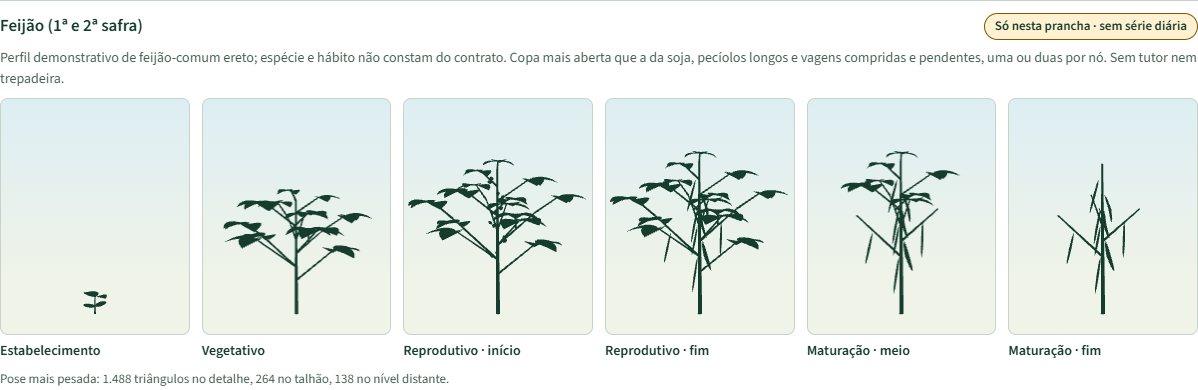 Feijão (1ª e 2ª safra)
Só nesta prancha · sem série diária
Perfil demonstrativo de feijão-comum ereto; espécie e hábito não constam do contrato. Copa mais aberta que a da soja, pecíolos longos e vagens compridas e pendentes, uma ou duas por nó. Sem tutor nem
trepadeira.
Estabelecimento
Vegetativo
Reprodutivo · início
Reprodutivo · fim
Maturação · meio
Maturação · fim
Pose mais pesada: 1.488 triângulos no detalhe, 264 no talhão, 138 no nível distante.